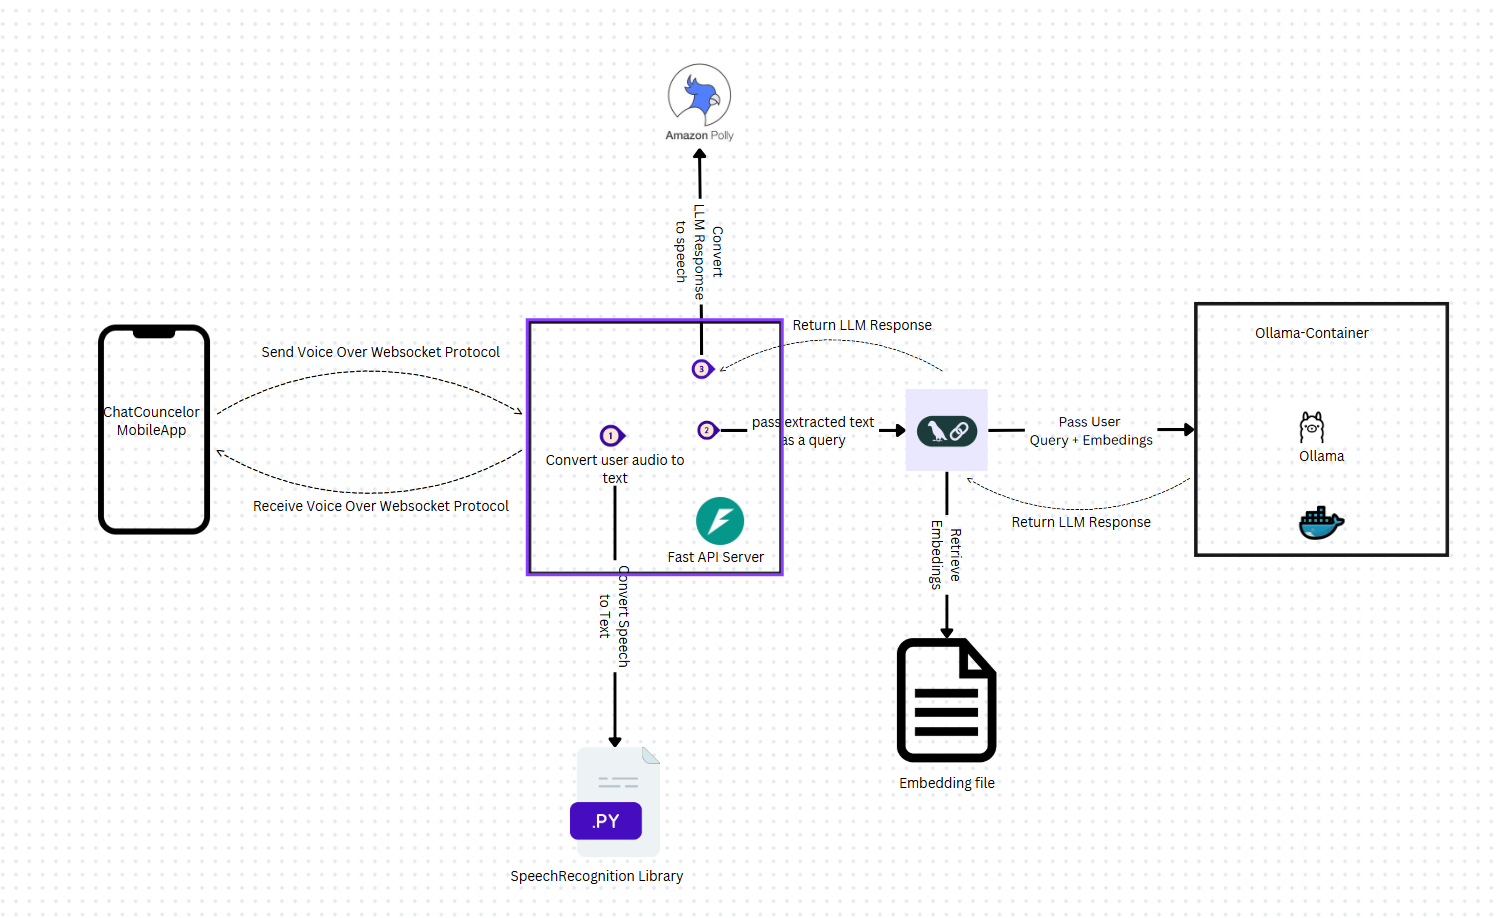 Amazon Polly
Convert
LLM Respomse
to speech
Return LLM Response
Ollama-Container
Send Voice Over Websocket Protocol
3
ChatCouncelor
MobileApp
pass extracted text
as a query
2
1
Pass User
Query + Embedings
Convert user audio to
text
Ollama
Receive Voice Over Websocket Protocol
Return LLM Response
Fast API Server
Retrieve
Embedings
Convert Speech
to Text
Embedding file
.PY
SpeechRecognition Library